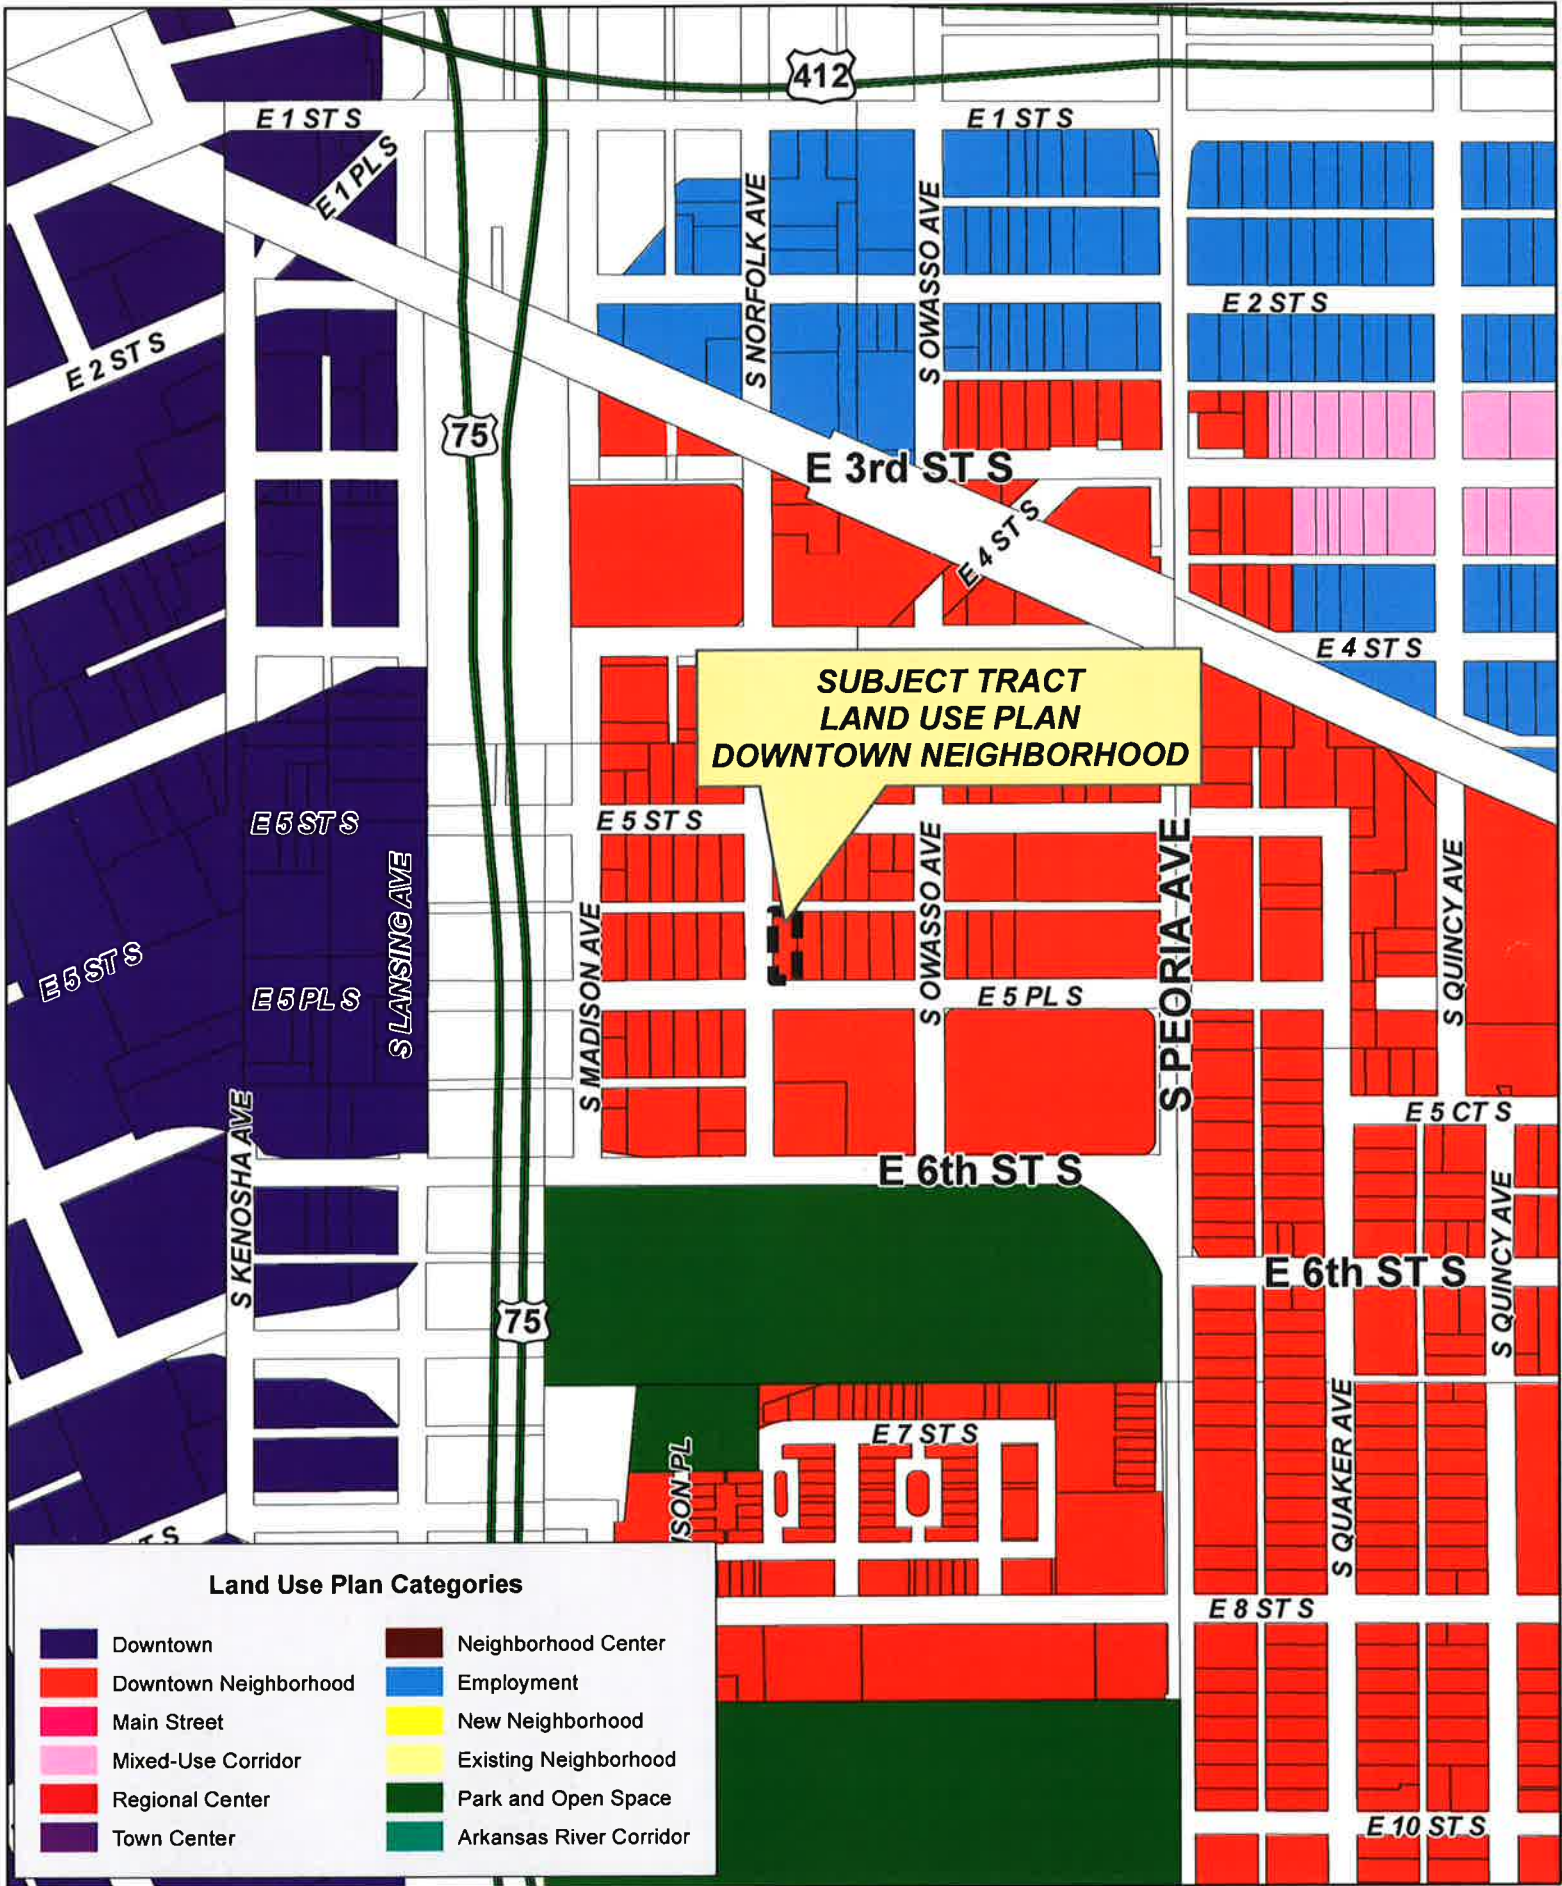 412
E 1 ST S
E 1 ST S
E 1 PL S
S NORFOLK AVE
S OWASSO AVE
E 2 ST S
E 2 ST S
75
E 3rd ST S
E 4 ST S
E 4 ST S
SUBJECT TRACT
LAND USE PLAN
DOWNTOWN NEIGHBORHOOD
E 5 ST S
E 5 ST S
S LANSING AVE
S MADISON AVE
S OWASSO AVE
S PEORIA AVE
S QUINCY AVE
E 5 ST S
E 5 PL S
E 5 PL S
E 5 CT S
S KENOSHA AVE
E 6th ST S
S QUINCY AVE
E 6th ST S
75
E 7 ST S
ISON PL
S QUAKER AVE
T S
E 8 ST S
E 10 ST S
Land Use Plan Categories
Downtown
Downtown Neighborhood
Main Street
Mixed-Use Corridor
Regional Center
Town Center
Neighborhood Center
Employment
New Neighborhood
Existing Neighborhood
Park and Open Space
Arkansas River Corridor